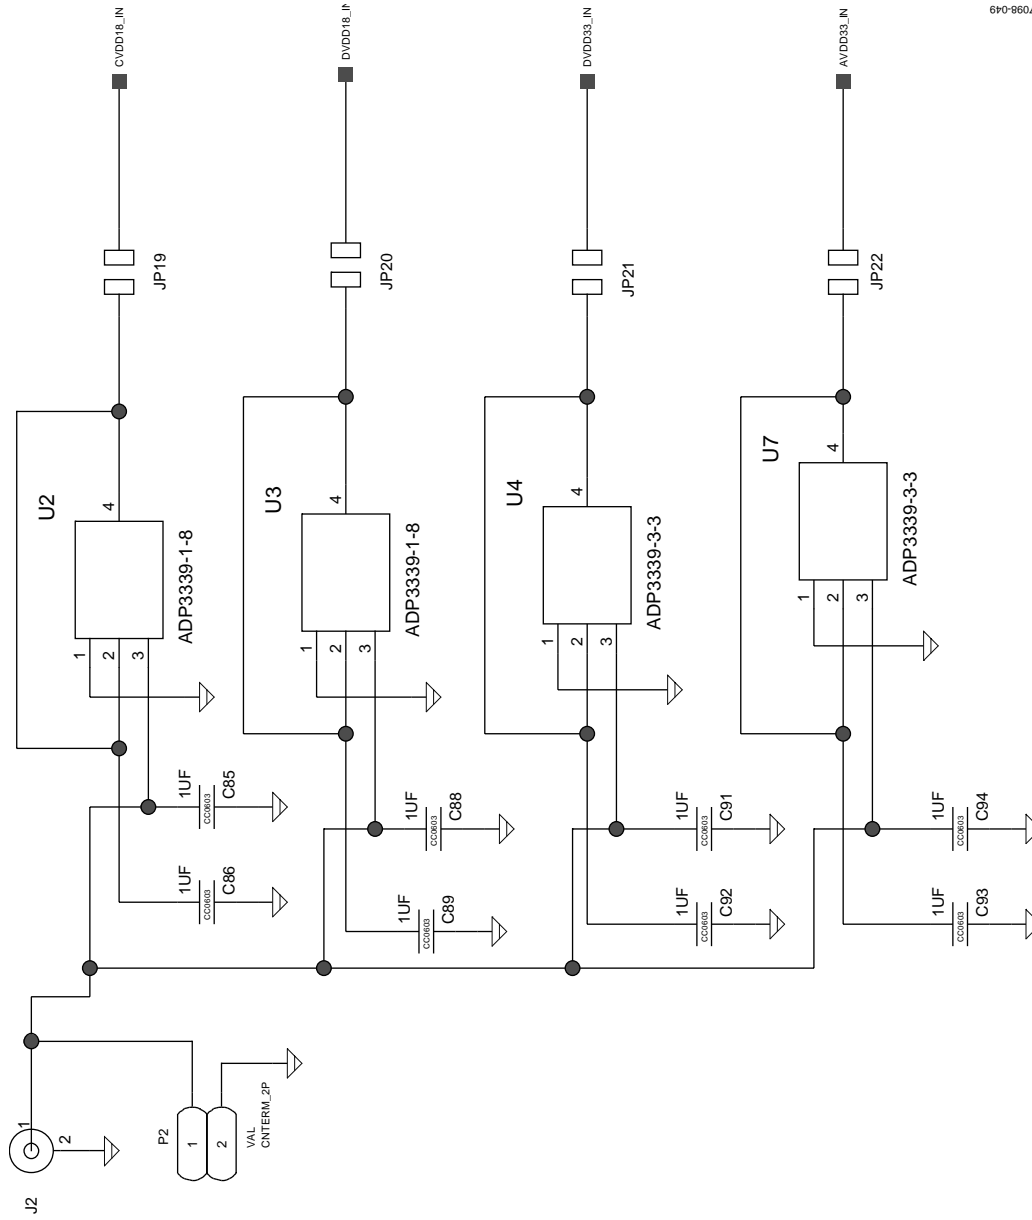 CVDD18_IN
DVDD18_IN
DVDD33_IN
AVDD33_IN
7098-049
JP19
JP20
JP21
JP22
U2
4
ADP3339-1-8
1
2
3
U3
4
ADP3339-1-8
1
2
3
U4
4
ADP3339-3-3
1
2
3
U7
4
ADP3339-3-3
1
2
3
1UF
CC0603
C85
1UF
CC0603
C86
1UF
CC0603
C88
1UF
CC0603
C89
1UF
CC0603
C91
1UF
CC0603
C92
1UF
CC0603
C94
1UF
CC0603
C93
J2
1
2
P2
1
2
VAL
CNTERM_2P